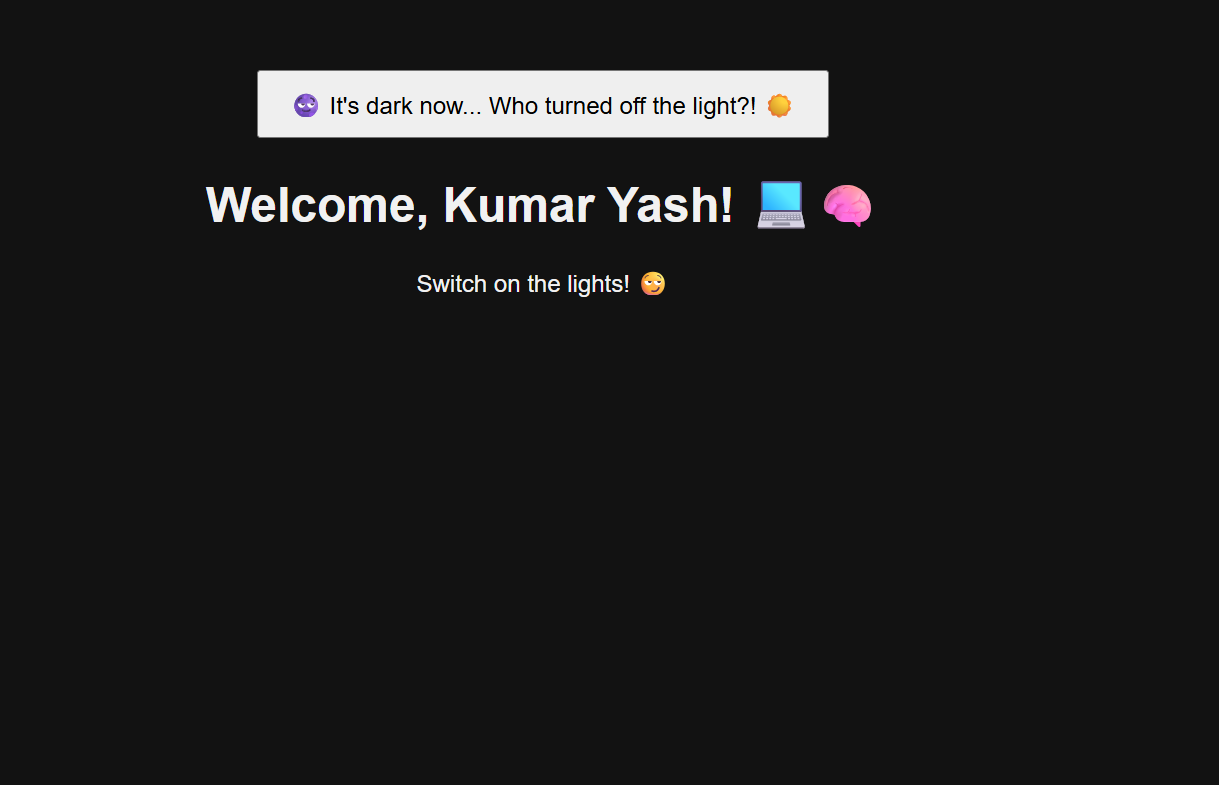 It's dark now... Who turned off the light?!
Welcome, Kumar Yash! 💻 🧠
Switch on the lights! 😏